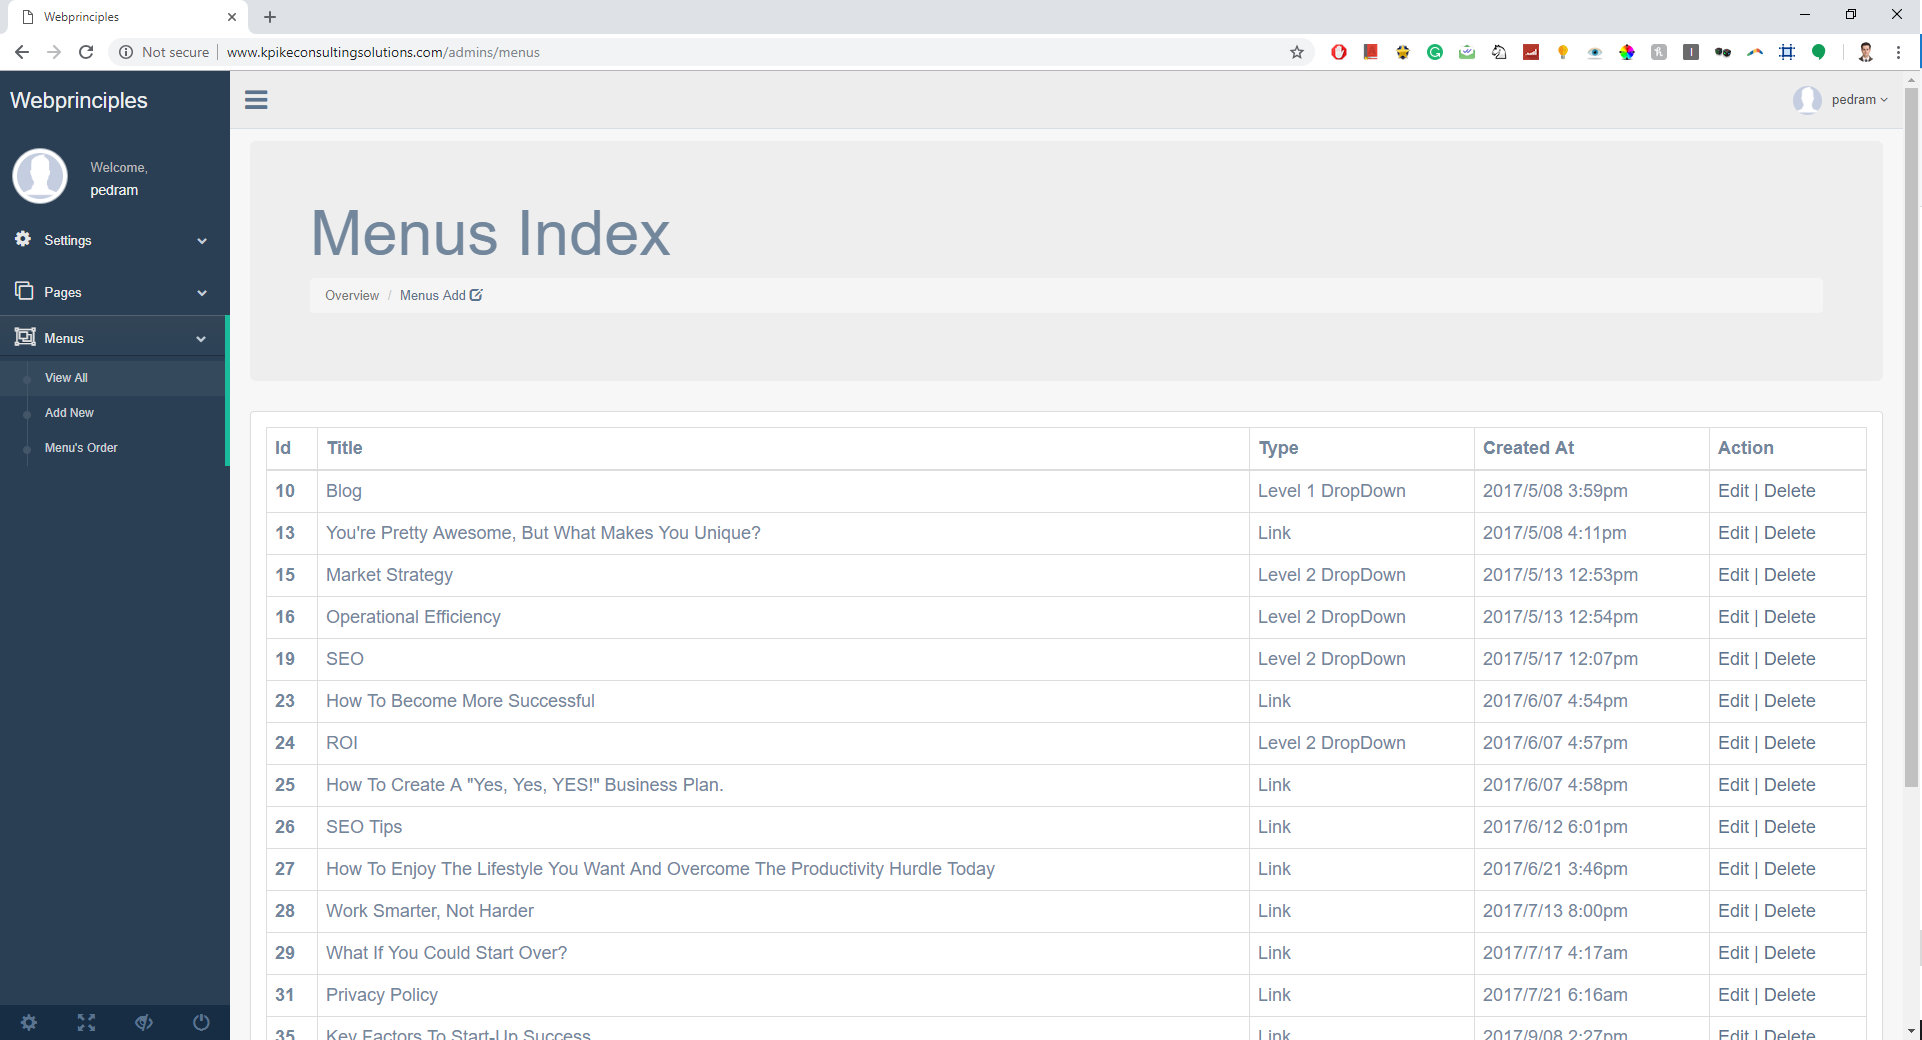 Webprinciples
Not secure www.kpikeconsultingsolutions.com/admins/menus
Webprinciples
pedram
Welcome,
pedram
Settings
Pages
Menus
View All
Add New
Menu's Order
Menus Index
Overview / Menus Add
Id Title Type Created At Action
10 Blog Level 1 DropDown 2017/5/08 3:59pm Edit | Delete
13 You're Pretty Awesome, But What Makes You Unique? Link 2017/5/08 4:11pm Edit | Delete
15 Market Strategy Level 2 DropDown 2017/5/13 12:53pm Edit | Delete
16 Operational Efficiency Level 2 DropDown 2017/5/13 12:54pm Edit | Delete
19 SEO Level 2 DropDown 2017/5/17 12:07pm Edit | Delete
23 How To Become More Successful Link 2017/6/07 4:54pm Edit | Delete
24 ROI Level 2 DropDown 2017/6/07 4:57pm Edit | Delete
25 How To Create A "Yes, Yes, YES!" Business Plan. Link 2017/6/07 4:58pm Edit | Delete
26 SEO Tips Link 2017/6/12 6:01pm Edit | Delete
27 How To Enjoy The Lifestyle You Want And Overcome The Productivity Hurdle Today Link 2017/6/21 3:46pm Edit | Delete
28 Work Smarter, Not Harder Link 2017/7/13 8:00pm Edit | Delete
29 What If You Could Start Over? Link 2017/7/17 4:17am Edit | Delete
31 Privacy Policy Link 2017/7/21 6:16am Edit | Delete
35 Key Factors To Start-Up Success Link 2017/9/08 2:27pm Edit | Delete